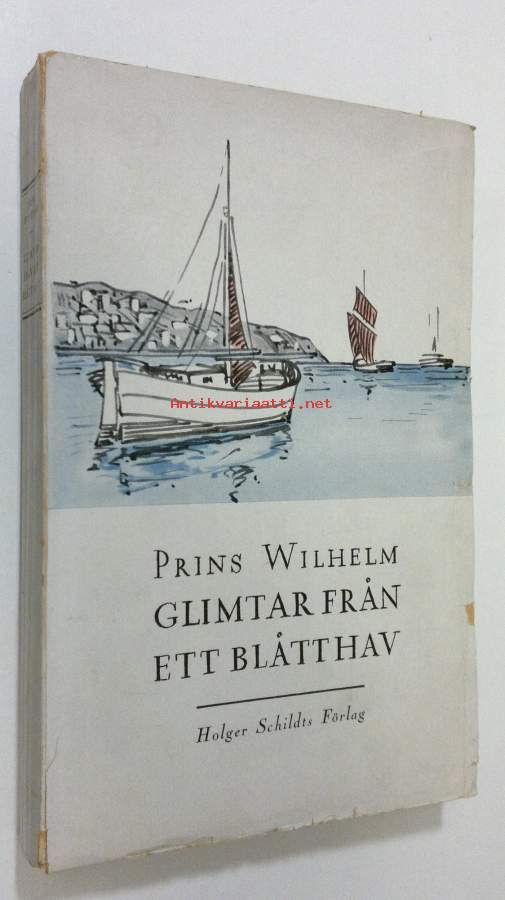 Antikvariaatti.net
PRINS WILHELM
GLIMTAR FRÅN
ETT BLÅTT HAV
Holger Schildts Förlag